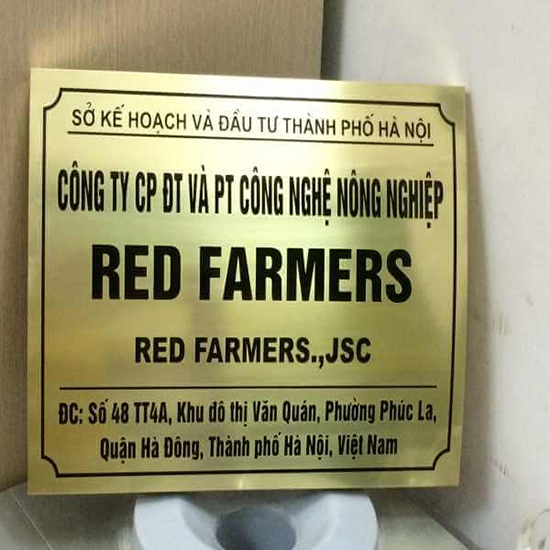 SỞ KẾ HOẠCH VÀ ĐẦU TƯ THÀNH PHỐ HÀ NỘI
CÔNG TY CP ĐT VÀ PT CÔNG NGHỆ NÔNG NGHIỆP
RED FARMERS
RED FARMERS.,JSC
ĐC: Số 48 TT4A, Khu đô thị Văn Quán, Phường Phúc La,
Quận Hà Đông, Thành phố Hà Nội, Việt Nam